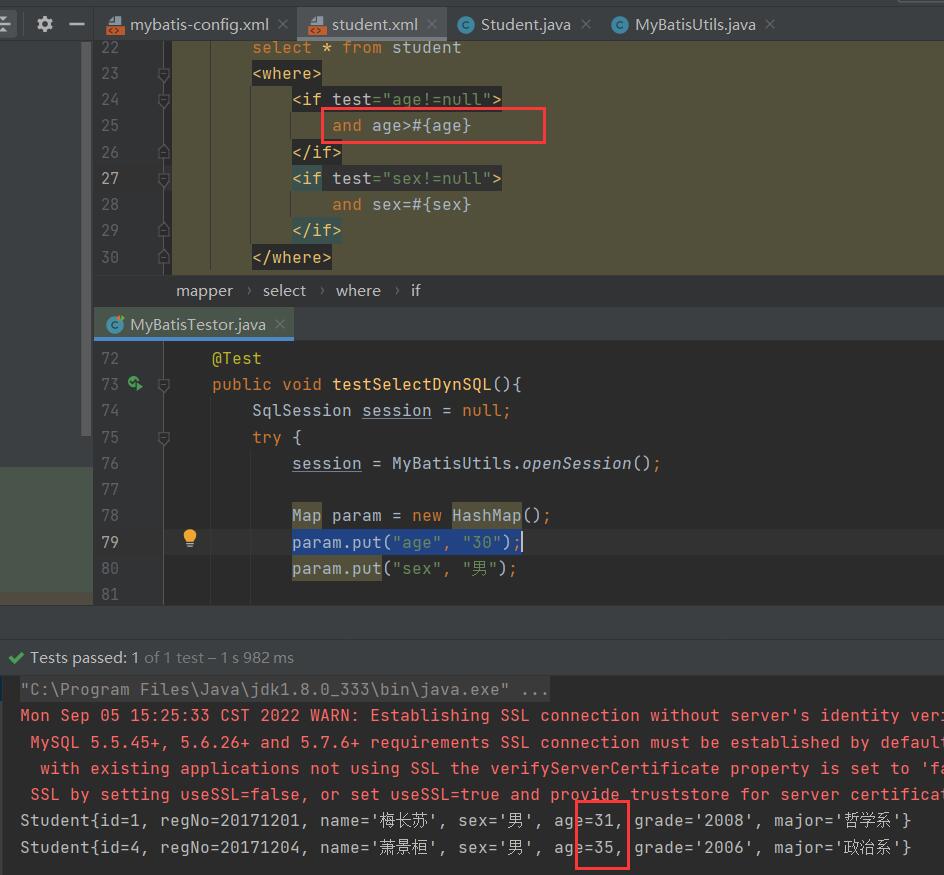 mybatis-config.xml student.xml Student.java MyBatisUtils.java
22 select * from student
23 <where>
24 <if test="age!=null">
25 and age>#{age}
26 </if>
27 <if test="sex!=null">
28 and sex=#{sex}
29 </if>
30 </where>
mapper › select › where › if
MyBatisTestor.java
72 @Test
73 public void testSelectDynSQL(){
74 SqlSession session = null;
75 try {
76 session = MyBatisUtils.openSession();
77
78 Map param = new HashMap();
79 param.put("age", "30");
80 param.put("sex", "男");
81
Tests passed: 1 of 1 test – 1 s 982 ms
"C:\Program Files\Java\jdk1.8.0_333\bin\java.exe" ...
Mon Sep 05 15:25:33 CST 2022 WARN: Establishing SSL connection without server's identity veri
MySQL 5.5.45+, 5.6.26+ and 5.7.6+ requirements SSL connection must be established by default
with existing applications not using SSL the verifyServerCertificate property is set to 'fa
SSL by setting useSSL=false, or set useSSL=true and provide truststore for server certificat
Student{id=1, regNo=20171201, name='梅长苏', sex='男', age=31, grade='2008', major='哲学系'}
Student{id=4, regNo=20171204, name='萧景桓', sex='男', age=35, grade='2006', major='政治系'}